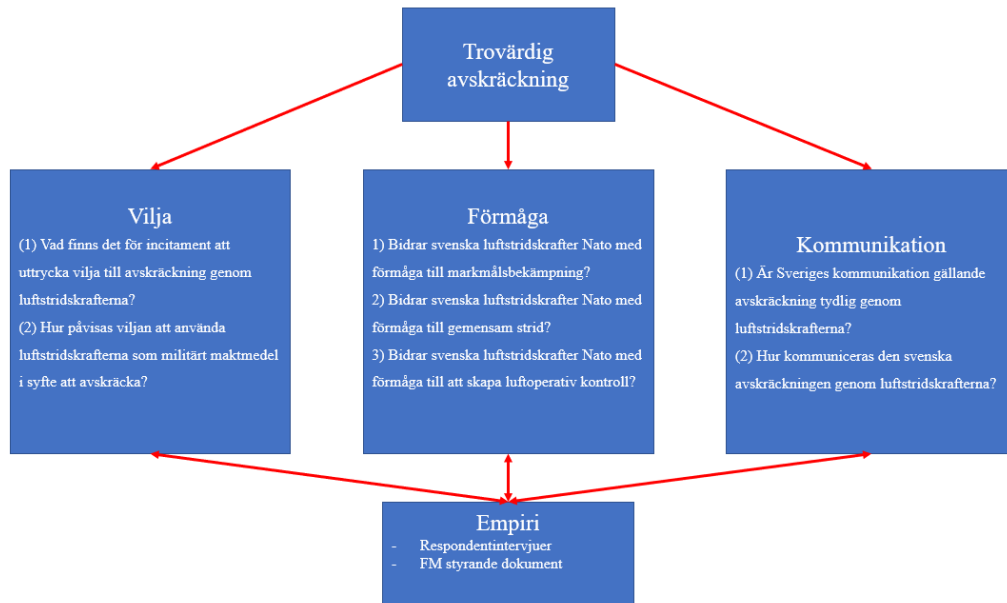 Trovärdig
avskräckning
Vilja
(1) Vad finns det för incitament att
uttrycka vilja till avskräckning genom
luftstridskrafterna?
(2) Hur påvisas viljan att använda
luftstridskrafterna som militärt maktmedel
i syfte att avskräcka?
Förmåga
1) Bidrar svenska luftstridskrafter Nato med
förmåga till markmålsbekämpning?
2) Bidrar svenska luftstridskrafter Nato med
förmåga till gemensam strid?
3) Bidrar svenska luftstridskrafter Nato med
förmåga till att skapa luftoperativ kontroll?
Kommunikation
(1) Är Sveriges kommunikation gällande
avskräckning tydlig genom
luftstridskrafterna?
(2) Hur kommuniceras den svenska
avskräckningen genom luftstridskrafterna?
Empiri
- Respondentintervjuer
- FM styrande dokument